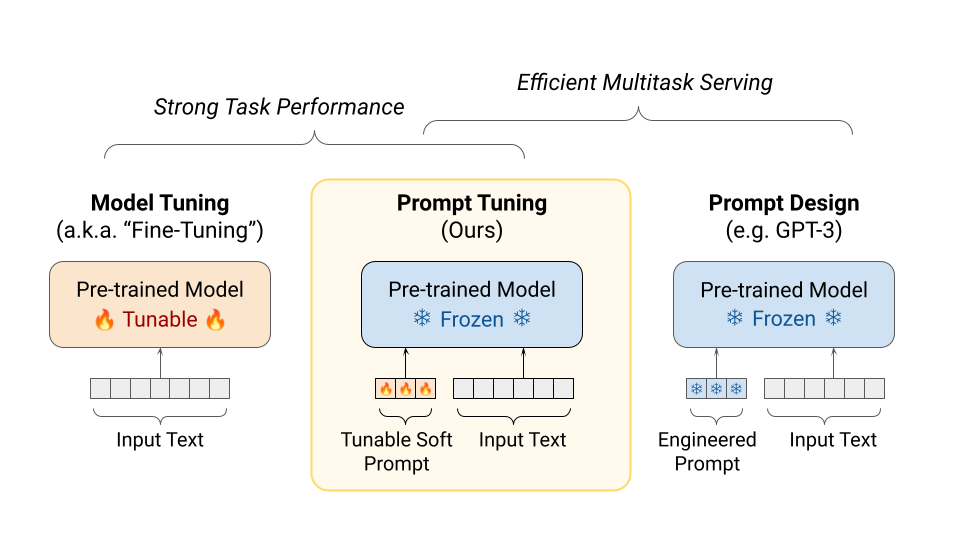 Efficient Multitask Serving
Strong Task Performance
Model Tuning
(a.k.a. “Fine-Tuning”)
Pre-trained Model
🔥 Tunable 🔥
Input Text
Prompt Tuning
(Ours)
Pre-trained Model
❄ Frozen ❄
Tunable Soft
Prompt
Input Text
Prompt Design
(e.g. GPT-3)
Pre-trained Model
❄ Frozen ❄
Engineered
Prompt
Input Text